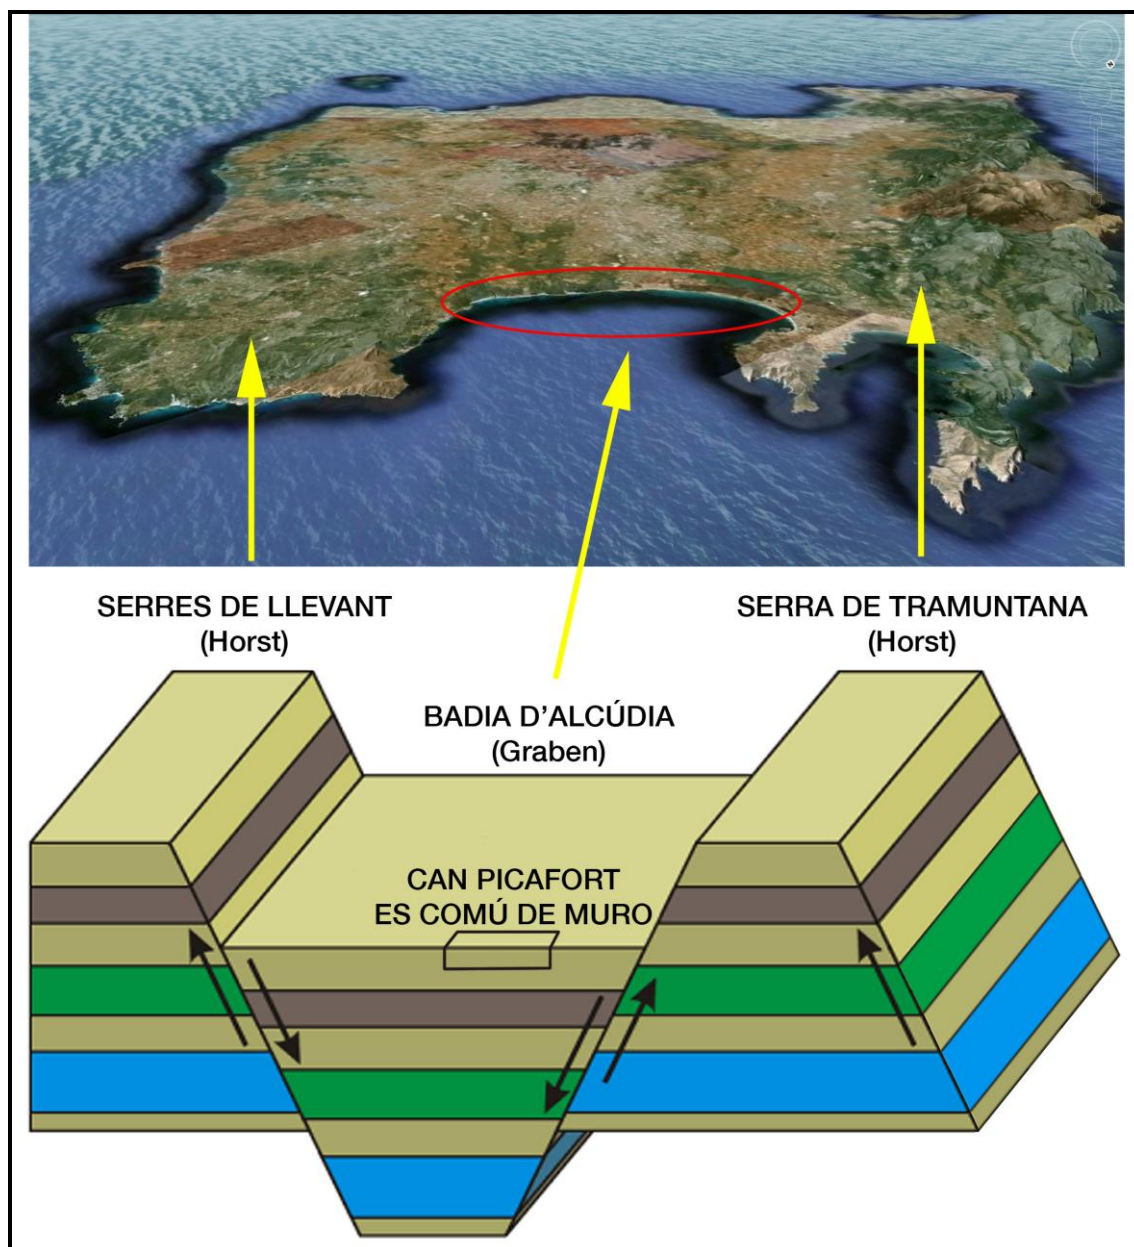 SERRES DE LLEVANT
(Horst)
SERRA DE TRAMUNTANA
(Horst)
BADIA D'ALCÚDIA
(Graben)
CAN PICAFORT
ES COMÚ DE MURO